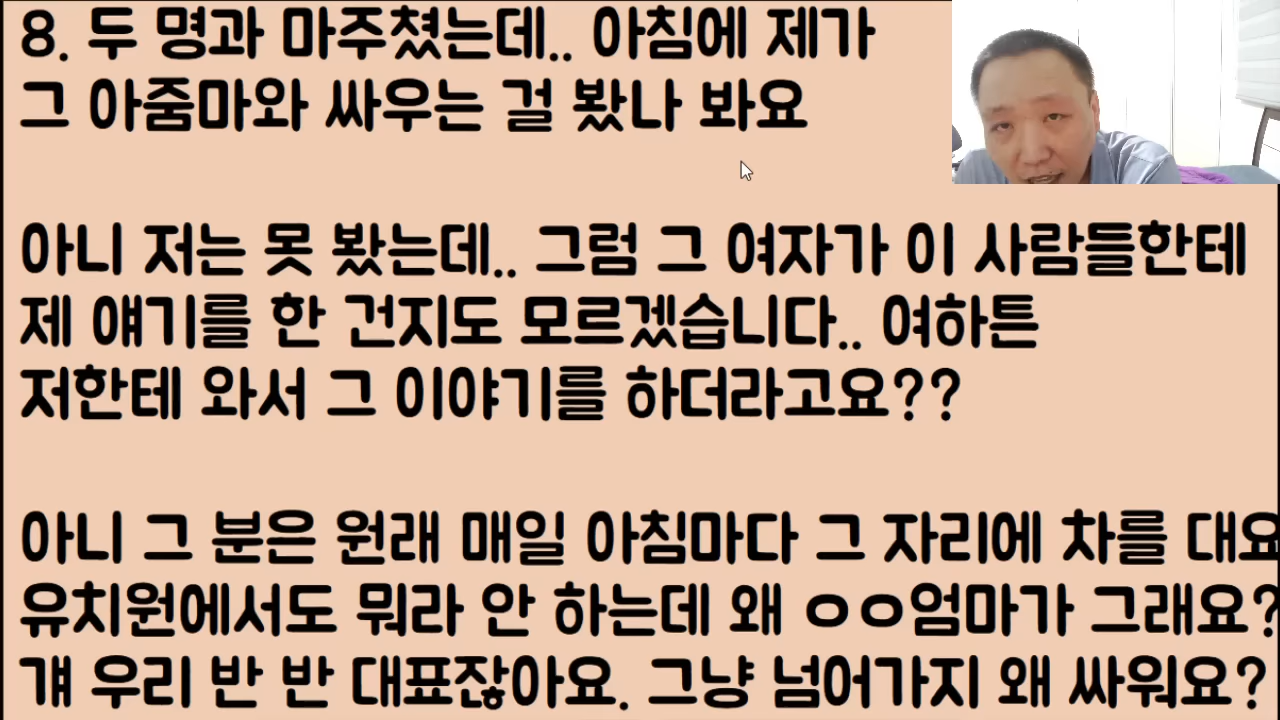 8. 두 명과 마주쳤는데.. 아침에 제가
그 아줌마와 싸우는 걸 봤나 봐요
아니 저는 못 봤는데.. 그럼 그 여자가 이 사람들한테
제 얘기를 한 건지도 모르겠습니다.. 여하튼
저한테 와서 그 이야기를 하더라고요??
아니 그 분은 원래 매일 아침마다 그 자리에 차를 대요
유치원에서도 뭐라 안 하는데 왜 ㅇㅇ엄마가 그래요?
걔 우리 반 반 대표잖아요. 그냥 넘어가지 왜 싸워요?